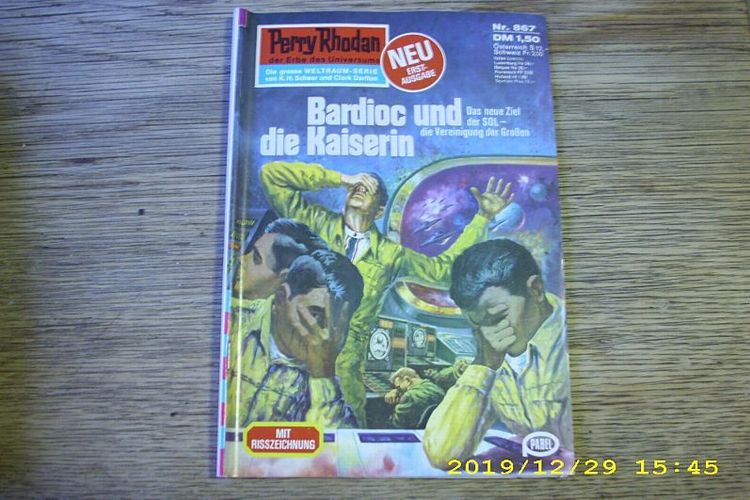 Perry Rhodan
der Erbe des Universums
Die grosse WELTRAUM-SERIE
von K. H. Scheer und Clark Darlton
NEU
ERST-
AUSGABE
Nr. 867
DM 1,50
Österreich S 12,-
Bardioc und
die Kaiserin
Das neue Ziel
der SOL –
die Vereinigung der Großen
MIT
RISSZEICHNUNG
PABEL
2019/12/29 15:45